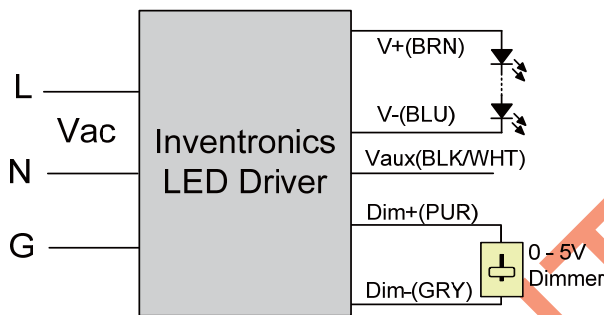 L
Vac
N
G
Inventronics
LED Driver
V+(BRN)
V-(BLU)
Vaux(BLK/WHT)
Dim+(PUR)
Dim-(GRY)
0 - 5V
Dimmer